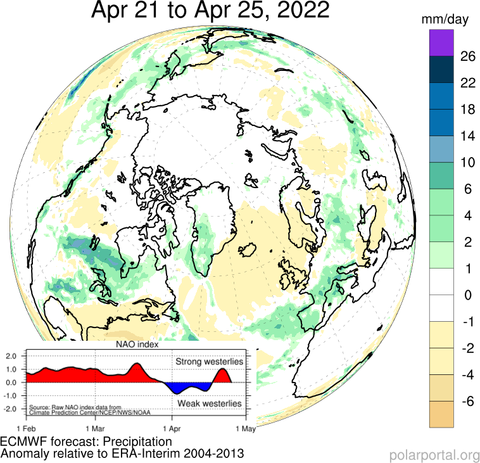 Apr 21 to Apr 25, 2022
mm/day
26
22
18
14
10
6
4
2
1
0
-1
-2
-4
-6
NAO index
2.0
1.0
0.0
-1.0
-2.0
Strong westerlies
Weak westerlies
Source: Raw NAO index data from
Climate Prediction Center/NCEP/NWS/NOAA
1 Feb 1 Mar 1 Apr 1 May
ECMWF forecast: Precipitation
Anomaly relative to ERA-Interim 2004-2013
polarportal.org